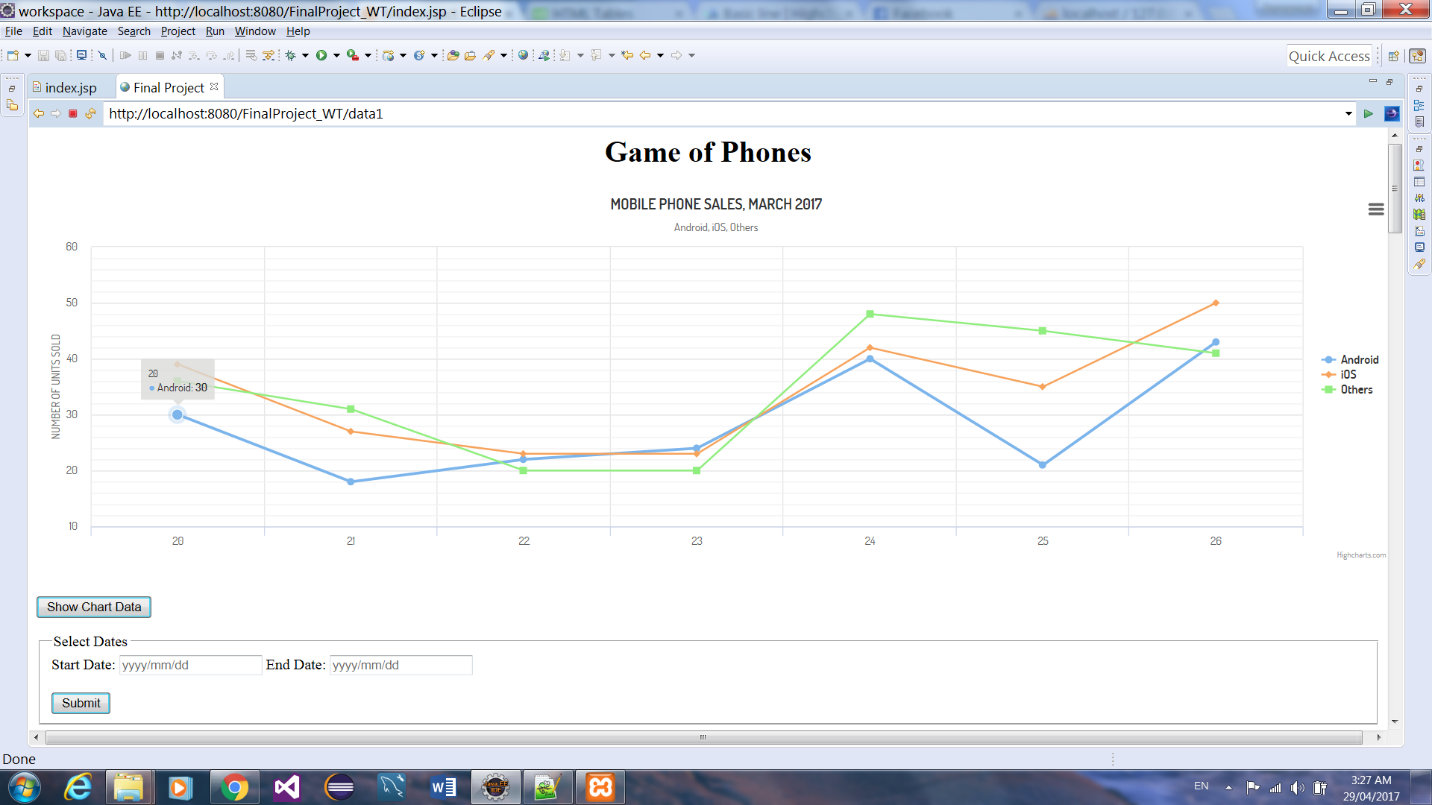 workspace - Java EE - http://localhost:8080/FinalProject_WT/index.jsp - Eclipse
File Edit Navigate Search Project Run Window Help
Quick Access
index.jsp Final Project
http://localhost:8080/FinalProject_WT/data1
Game of Phones
MOBILE PHONE SALES, MARCH 2017
Android, iOS, Others
NUMBER OF UNITS SOLD
60
50
40
30
20
10
20
Android: 30
Android
iOS
Others
20 21 22 23 24 25 26
Highcharts.com
Show Chart Data
Select Dates
Start Date: yyyy/mm/dd End Date: yyyy/mm/dd
Submit
Done
EN
3:27 AM
29/04/2017